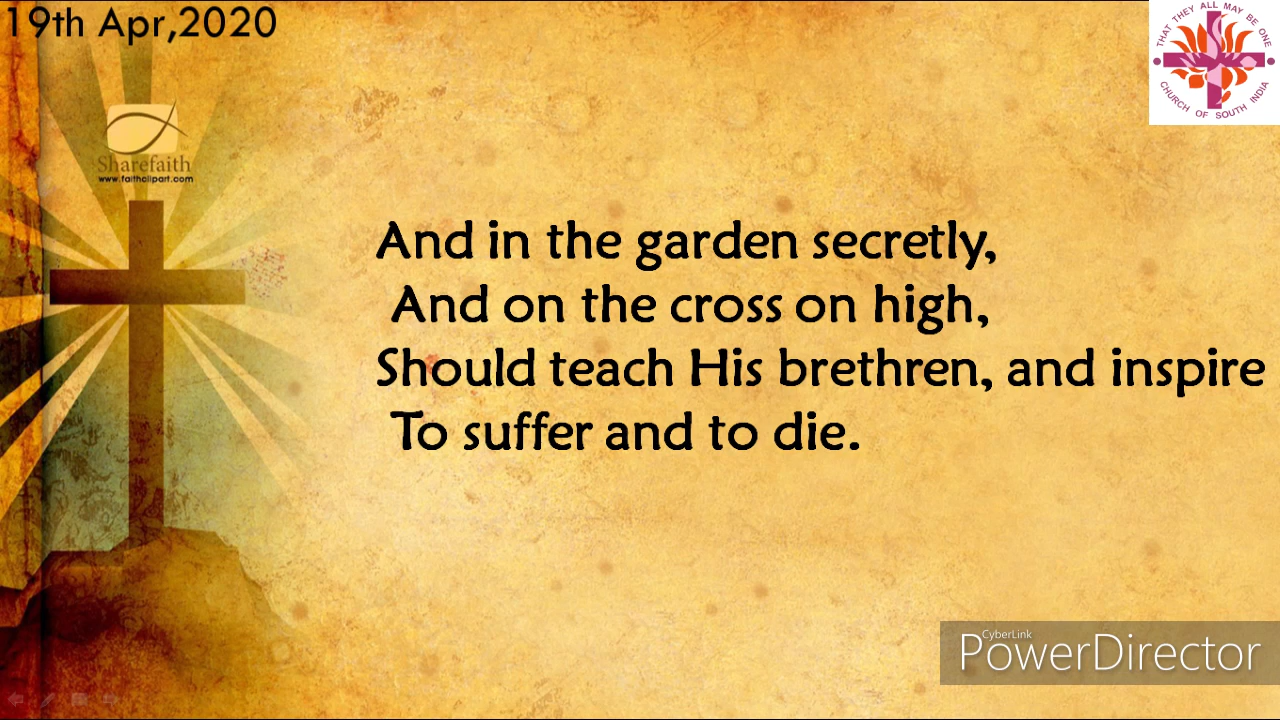 19th Apr,2020
THAT THEY ALL MAY BE ONE
CHURCH OF SOUTH INDIA
Sharefaith
www.faithclipart.com
And in the garden secretly,
And on the cross on high,
Should teach His brethren, and inspire
To suffer and to die.
CyberLink
PowerDirector